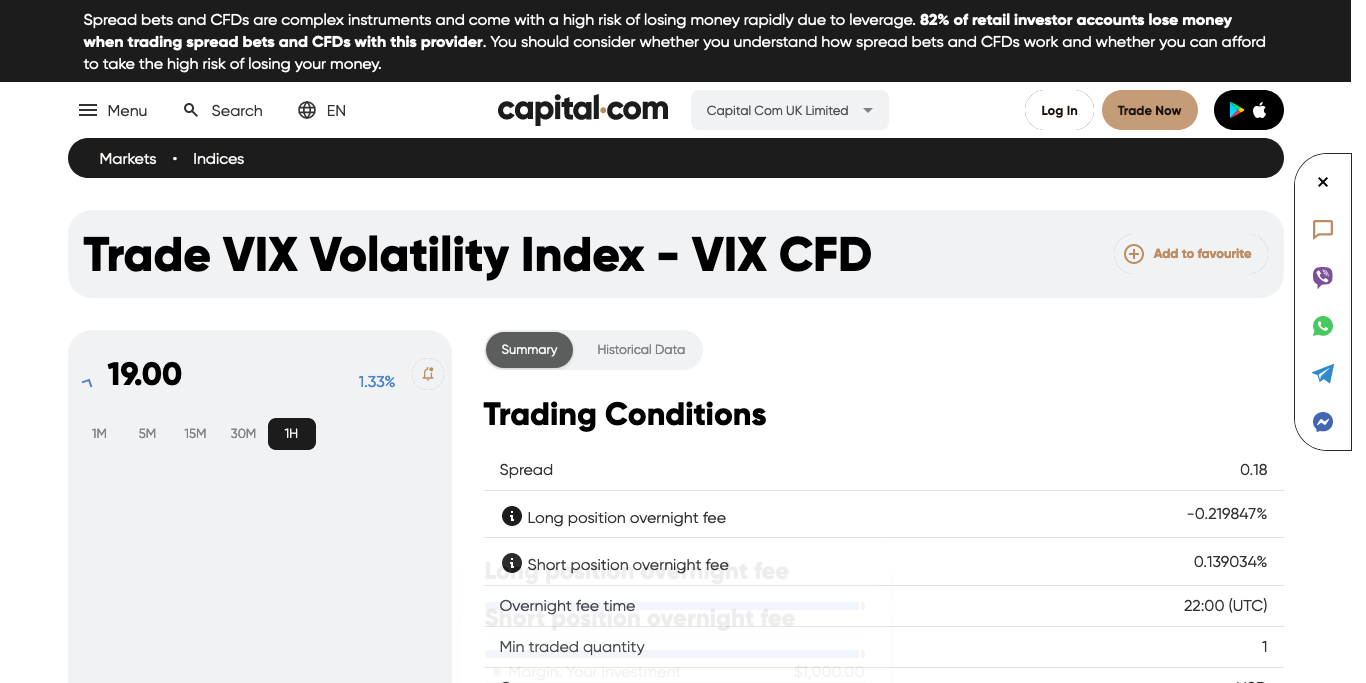 Spread bets and CFDs are complex instruments and come with a high risk of losing money rapidly due to leverage. 82% of retail investor accounts lose money
when trading spread bets and CFDs with this provider. You should consider whether you understand how spread bets and CFDs work and whether you can afford
to take the high risk of losing your money.
Menu
Search
EN
capital.com
Capital Com UK Limited
Log In
Trade Now
Markets • Indices
Trade VIX Volatility Index - VIX CFD
Add to favourite
19.00
1.33%
1M 5M 15M 30M 1H
Summary
Historical Data
Trading Conditions
Spread 0.18
Long position overnight fee -0.219847%
Short position overnight fee 0.139034%
Long position overnight fee
Overnight fee time 22:00 (UTC)
Short position overnight fee
Min traded quantity 1
Margin. Your investment $1,000.00